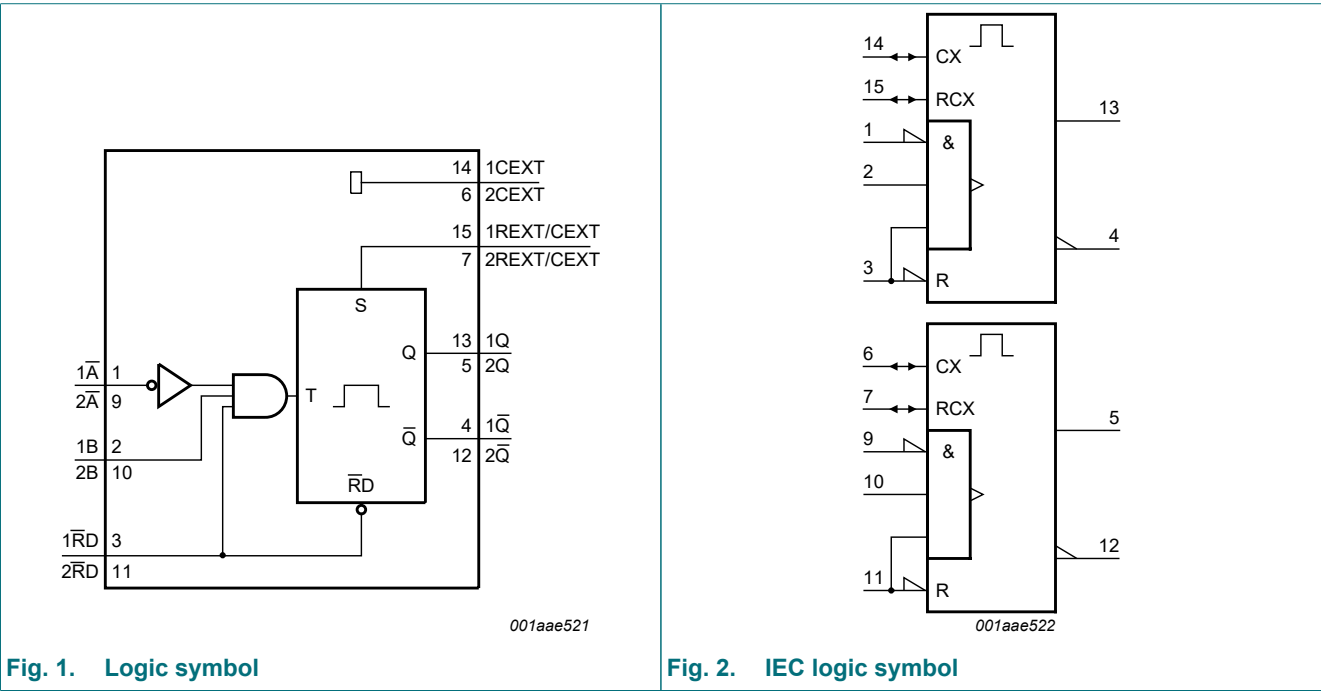 14 1CEXT
6 2CEXT
15 1REXT/CEXT
7 2REXT/CEXT
S
Q
13 1Q
5 2Q
1A̅ 1
2A̅ 9
T
1B 2
2B 10
Q̅
4 1Q̅
12 2Q̅
R̅D
1R̅D 3
2R̅D 11
001aae521
Fig. 1. Logic symbol
14 CX
15 RCX
13
1 &
2
4
3 R
6 CX
7 RCX
5
9 &
10
12
11 R
001aae522
Fig. 2. IEC logic symbol